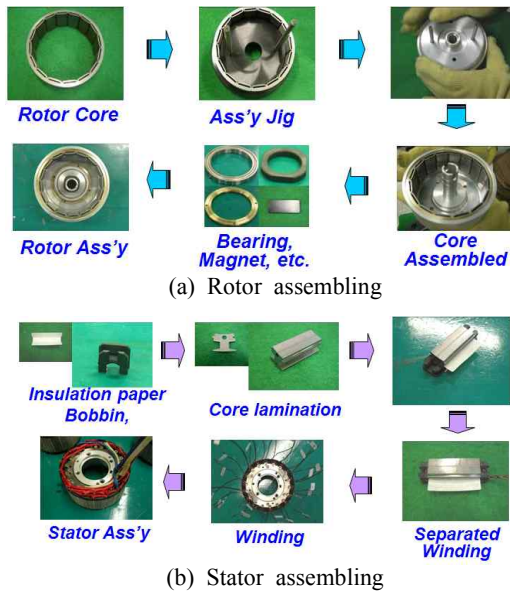 Rotor Core
Ass'y Jig
Rotor Ass'y
Bearing,
Magnet, etc.
Core
Assembled
(a) Rotor assembling
Insulation paper
Bobbin,
Core lamination
Stator Ass'y
Winding
Separated
Winding
(b) Stator assembling